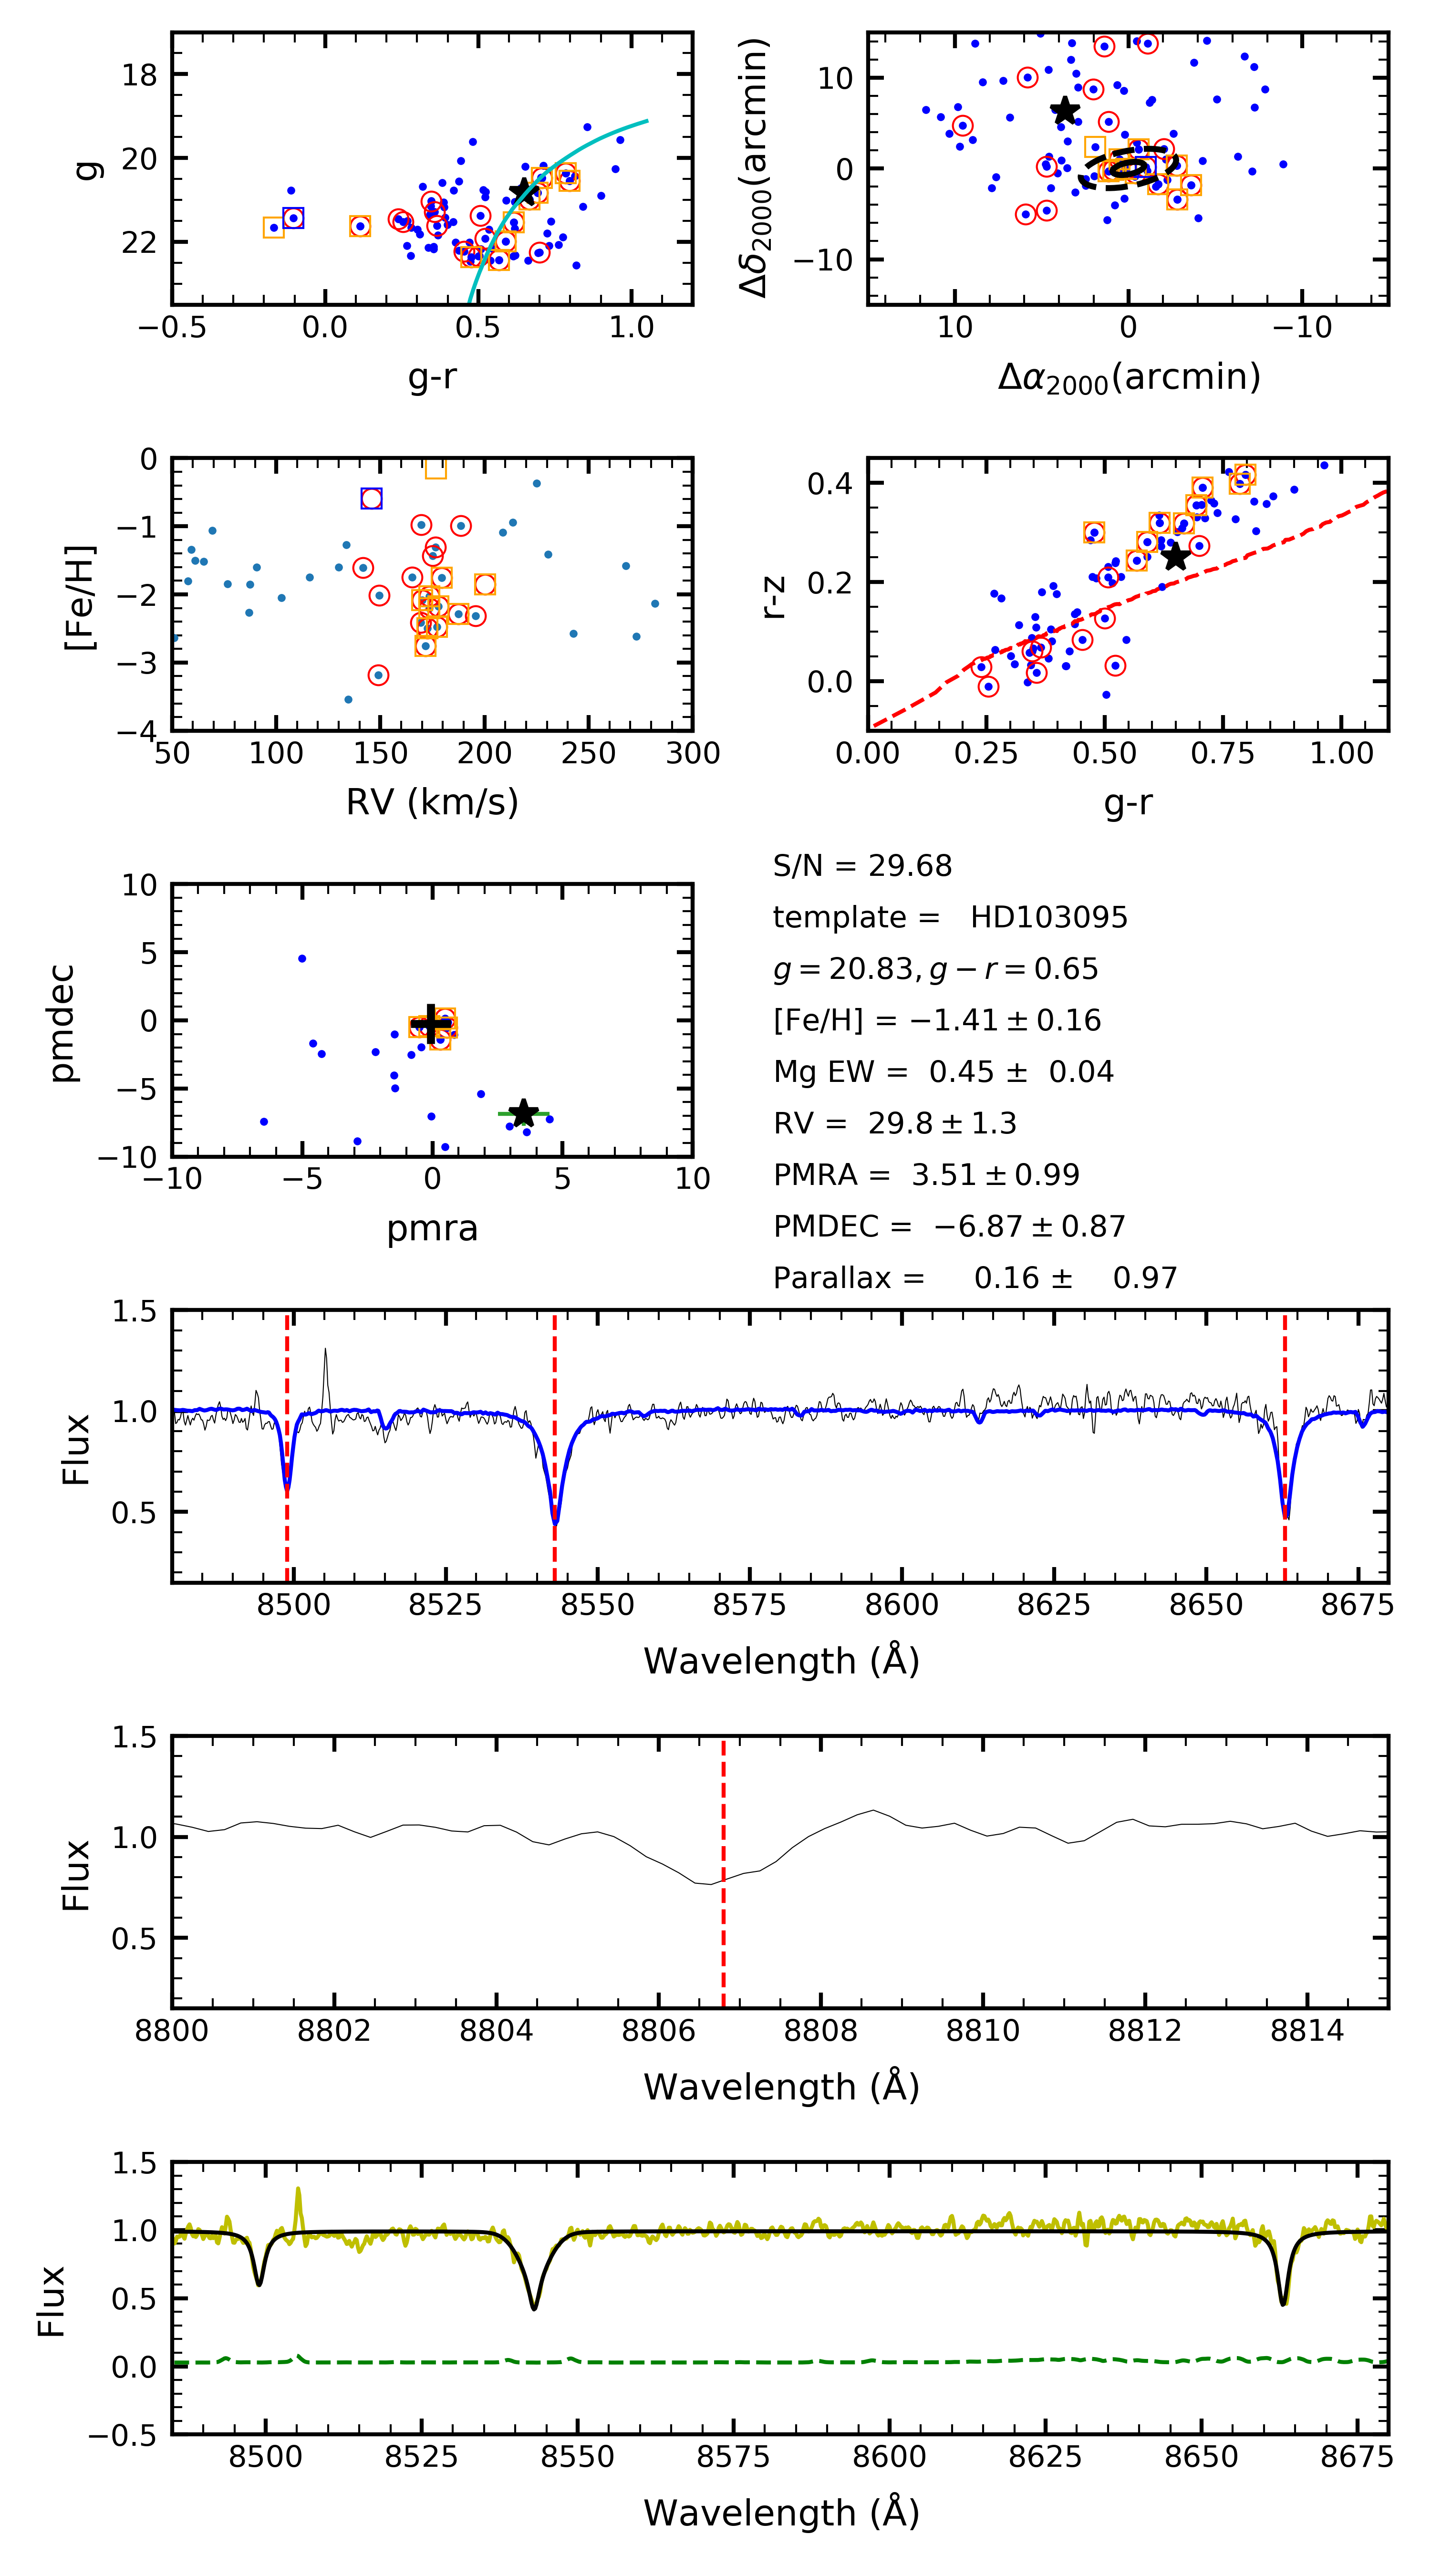 18
20
22
g
−0.5 0.0 0.5 1.0
g-r
10
0
−10
Δδ2000(arcmin)
10 0 −10
Δα2000(arcmin)
0
−1
−2
−3
−4
[Fe/H]
50 100 150 200 250 300
RV (km/s)
0.4
0.2
0.0
r-z
0.00 0.25 0.50 0.75 1.00
g-r
10
5
0
−5
−10
pmdec
−10 −5 0 5 10
pmra
S/N = 29.68
template = HD103095
g = 20.83, g − r = 0.65
[Fe/H] = −1.41 ± 0.16
Mg EW = 0.45 ± 0.04
RV = 29.8 ± 1.3
PMRA = 3.51 ± 0.99
PMDEC = −6.87 ± 0.87
Parallax = 0.16 ± 0.97
1.5
1.0
0.5
Flux
8500 8525 8550 8575 8600 8625 8650 8675
Wavelength (Å)
1.5
1.0
0.5
Flux
8800 8802 8804 8806 8808 8810 8812 8814
Wavelength (Å)
1.5
1.0
0.5
0.0
−0.5
Flux
8500 8525 8550 8575 8600 8625 8650 8675
Wavelength (Å)